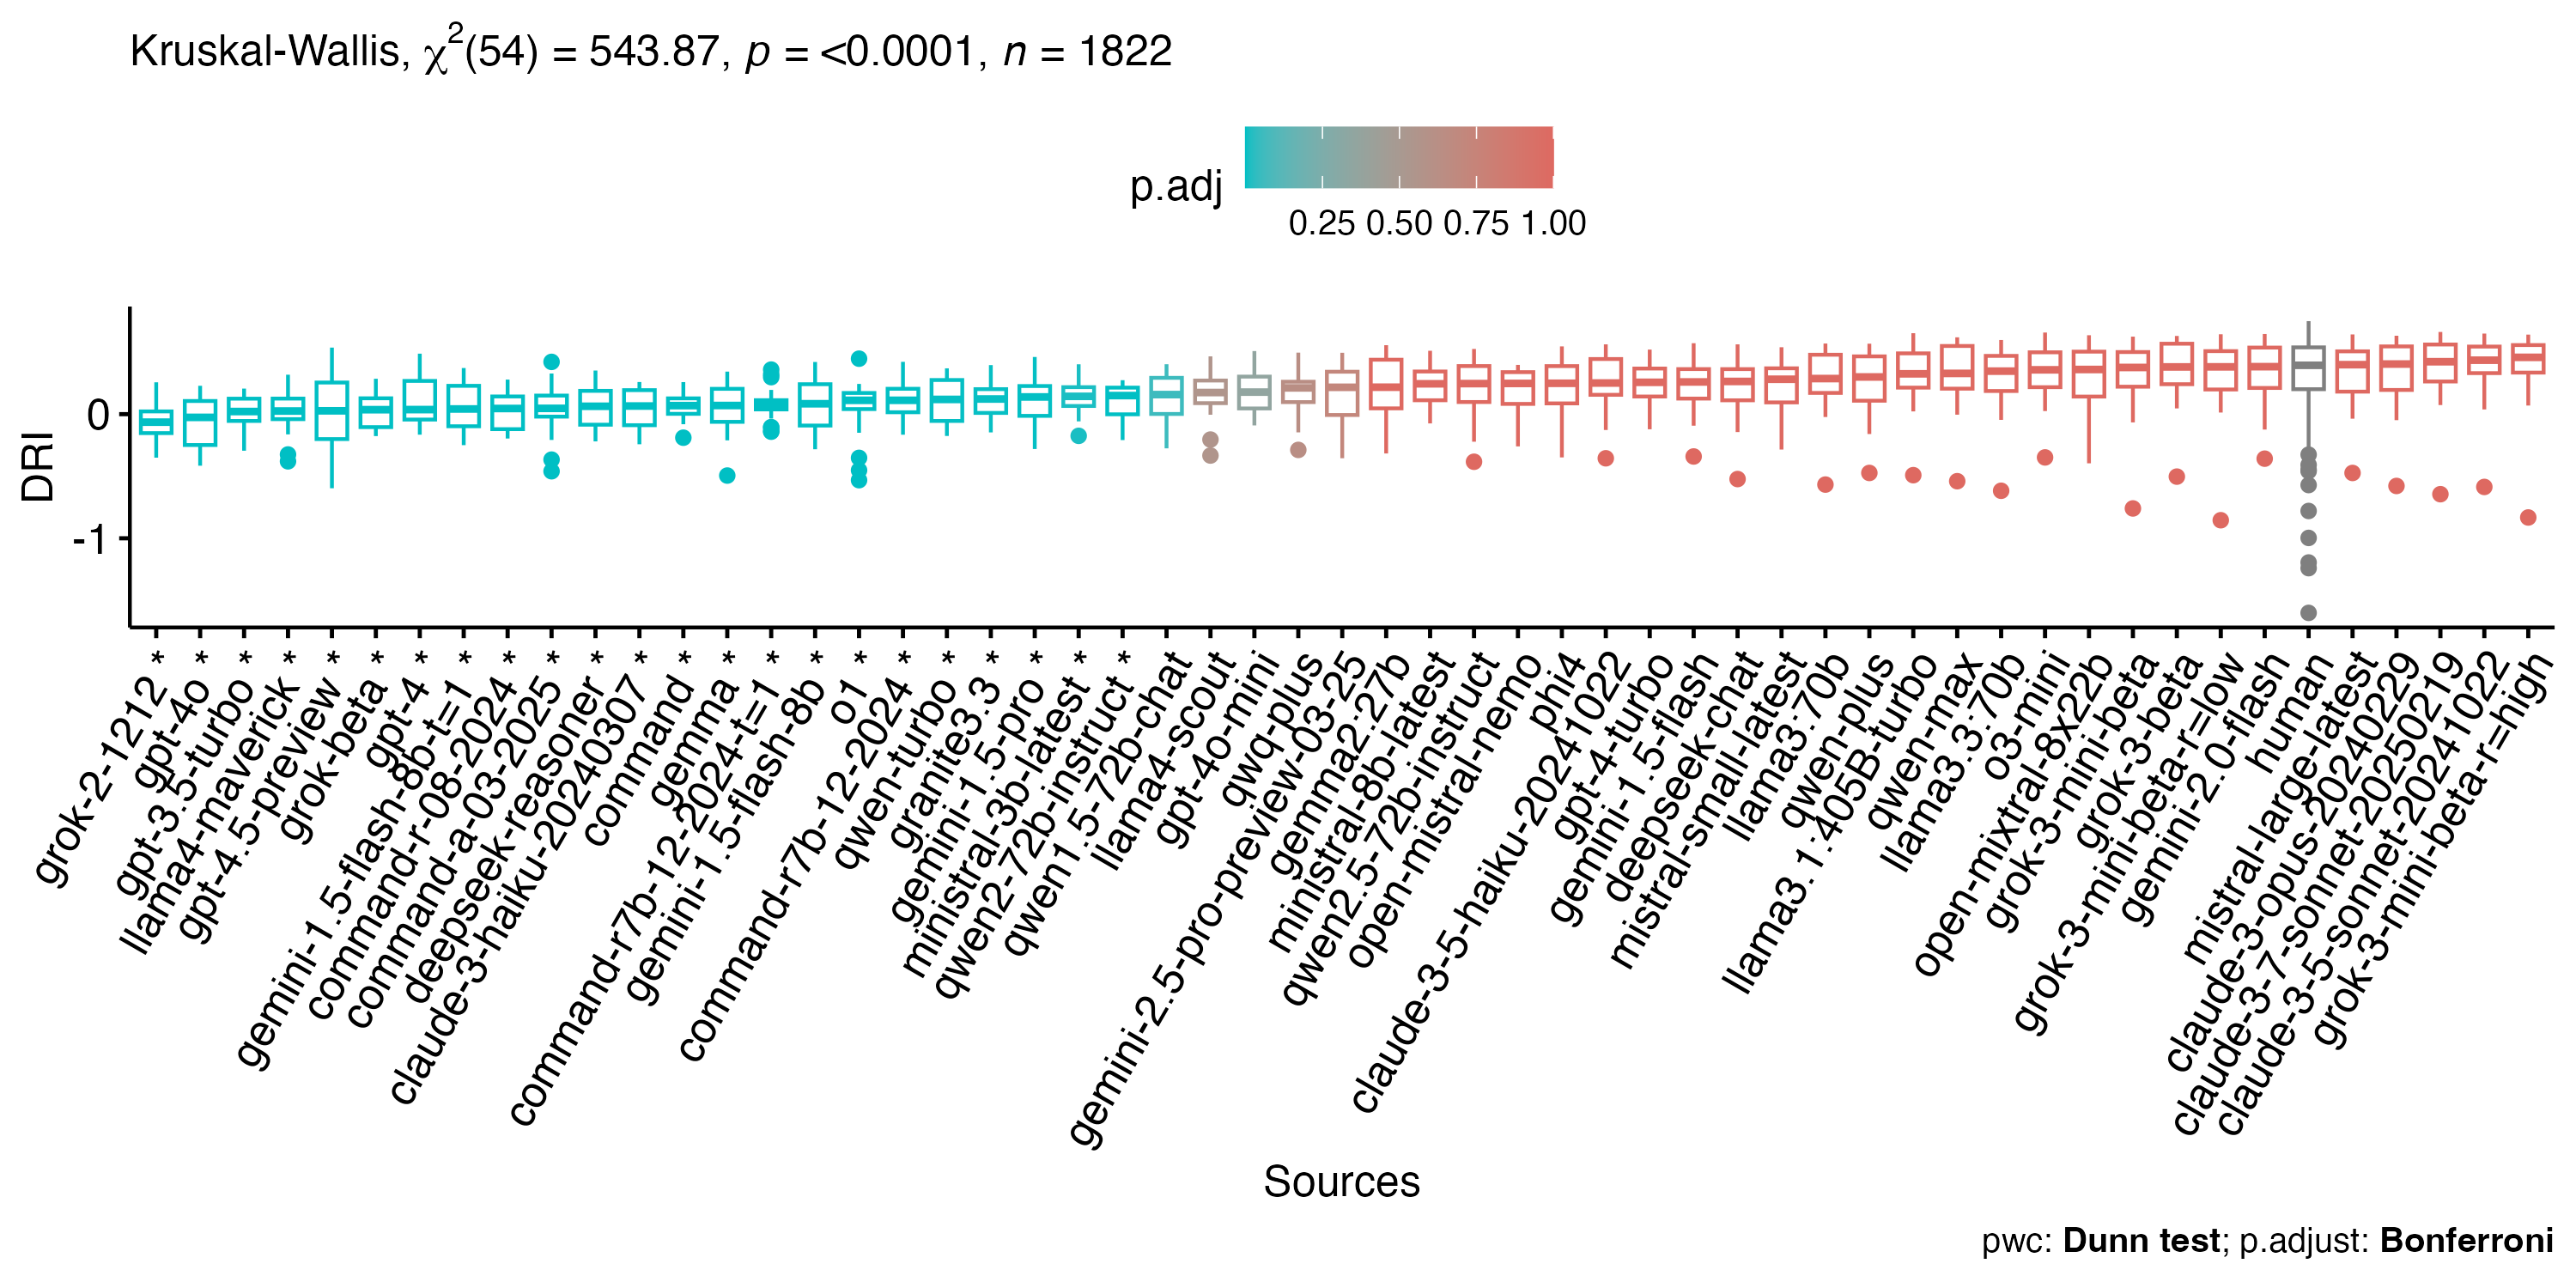 Kruskal-Wallis, χ²(54) = 543.87, p = <0.0001, n = 1822
p.adj
0.25 0.50 0.75 1.00
DRI
0
-1
grok-2-1212 *
gpt-4o *
gpt-3.5-turbo *
llama4-maverick *
gpt-4.5-preview *
grok-beta *
gpt-4 *
gemini-1.5-flash-8b-t=1 *
command-r-08-2024 *
command-a-03-2025 *
deepseek-reasoner *
claude-3-haiku-20240307 *
command *
gemma *
command-r7b-12-2024-t=1 *
gemini-1.5-flash-8b *
o1 *
command-r7b-12-2024 *
qwen-turbo *
granite3.3 *
gemini-1.5-pro *
ministral-3b-latest *
qwen2-72b-instruct *
qwen1.5-72b-chat
llama4-scout
gpt-4o-mini
qwq-plus
gemini-2.5-pro-preview-03-25
gemma2:27b
ministral-8b-latest
qwen2.5-72b-instruct
open-mistral-nemo
phi4
claude-3-5-haiku-20241022
gpt-4-turbo
gemini-1.5-flash
deepseek-chat
mistral-small-latest
llama3:70b
qwen-plus
llama3.1:405B-turbo
qwen-max
llama3.3:70b
o3-mini
open-mixtral-8x22b
grok-3-mini-beta
grok-3-beta
grok-3-mini-beta-r=low
gemini-2.0-flash
human
mistral-large-latest
claude-3-opus-20240229
claude-3-7-sonnet-20250219
claude-3-5-sonnet-20241022
grok-3-mini-beta-r=high
Sources
pwc: Dunn test; p.adjust: Bonferroni